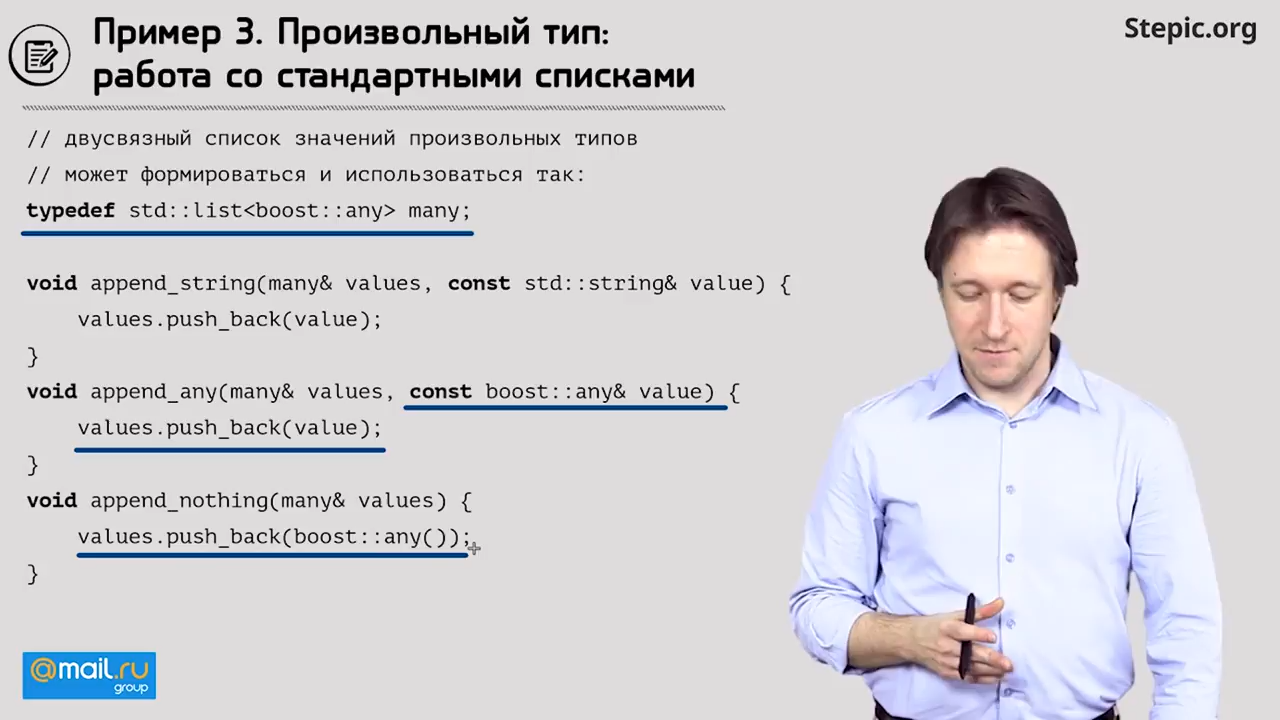 Пример 3. Произвольный тип:
работа со стандартными списками
Stepic.org
// двусвязный список значений произвольных типов
// может формироваться и использоваться так:
typedef std::list<boost::any> many;
void append_string(many& values, const std::string& value) {
values.push_back(value);
}
void append_any(many& values, const boost::any& value) {
values.push_back(value);
}
void append_nothing(many& values) {
values.push_back(boost::any());
}
@mail.ru
group